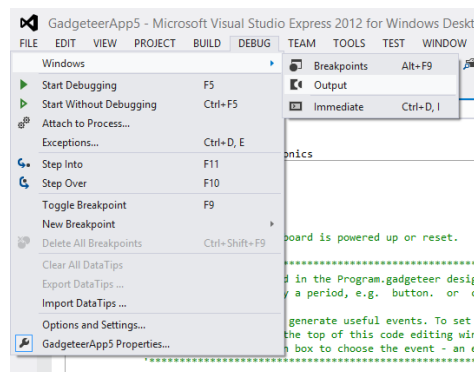 GadgeteerApp5 - Microsoft Visual Studio Express 2012 for Windows Deskt
FILE EDIT VIEW PROJECT BUILD DEBUG TEAM TOOLS TEST WINDOW
Windows
Breakpoints Alt+F9
Start Debugging F5
Output
Start Without Debugging Ctrl+F5
Immediate Ctrl+D, I
Attach to Process...
Exceptions... Ctrl+D, E
onics
Step Into F11
Step Over F10
Toggle Breakpoint F9
New Breakpoint
board is powered up or reset.
Delete All Breakpoints Ctrl+Shift+F9
Clear All DataTips
***************************************
d in the Program.gadgeteer desig
Export DataTips ...
y a period, e.g. button. or
Import DataTips ...
Options and Settings...
generate useful events. To set
the top of this code editing win
GadgeteerApp5 Properties...
box to choose the event - an e
'***************************************